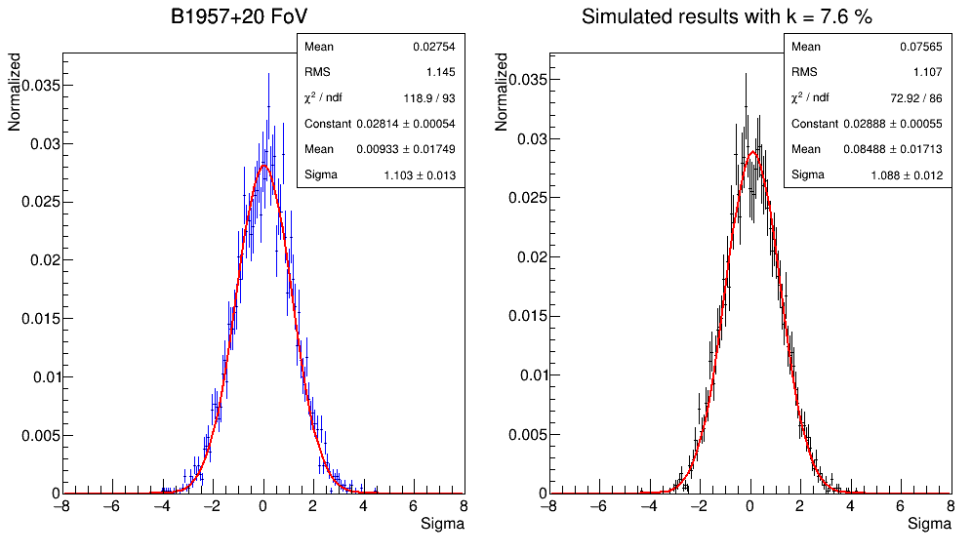 B1957+20 FoV
Normalized
Mean 0.02754
RMS 1.145
χ² / ndf 118.9 / 93
Constant 0.02814 ± 0.00054
Mean 0.00933 ± 0.01749
Sigma 1.103 ± 0.013
0.035
0.03
0.025
0.02
0.015
0.01
0.005
0
−8 −6 −4 −2 0 2 4 6 8
Sigma
Simulated results with k = 7.6 %
Normalized
Mean 0.07565
RMS 1.107
χ² / ndf 72.92 / 86
Constant 0.02888 ± 0.00055
Mean 0.08488 ± 0.01713
Sigma 1.088 ± 0.012
0.035
0.03
0.025
0.02
0.015
0.01
0.005
0
−8 −6 −4 −2 0 2 4 6 8
Sigma